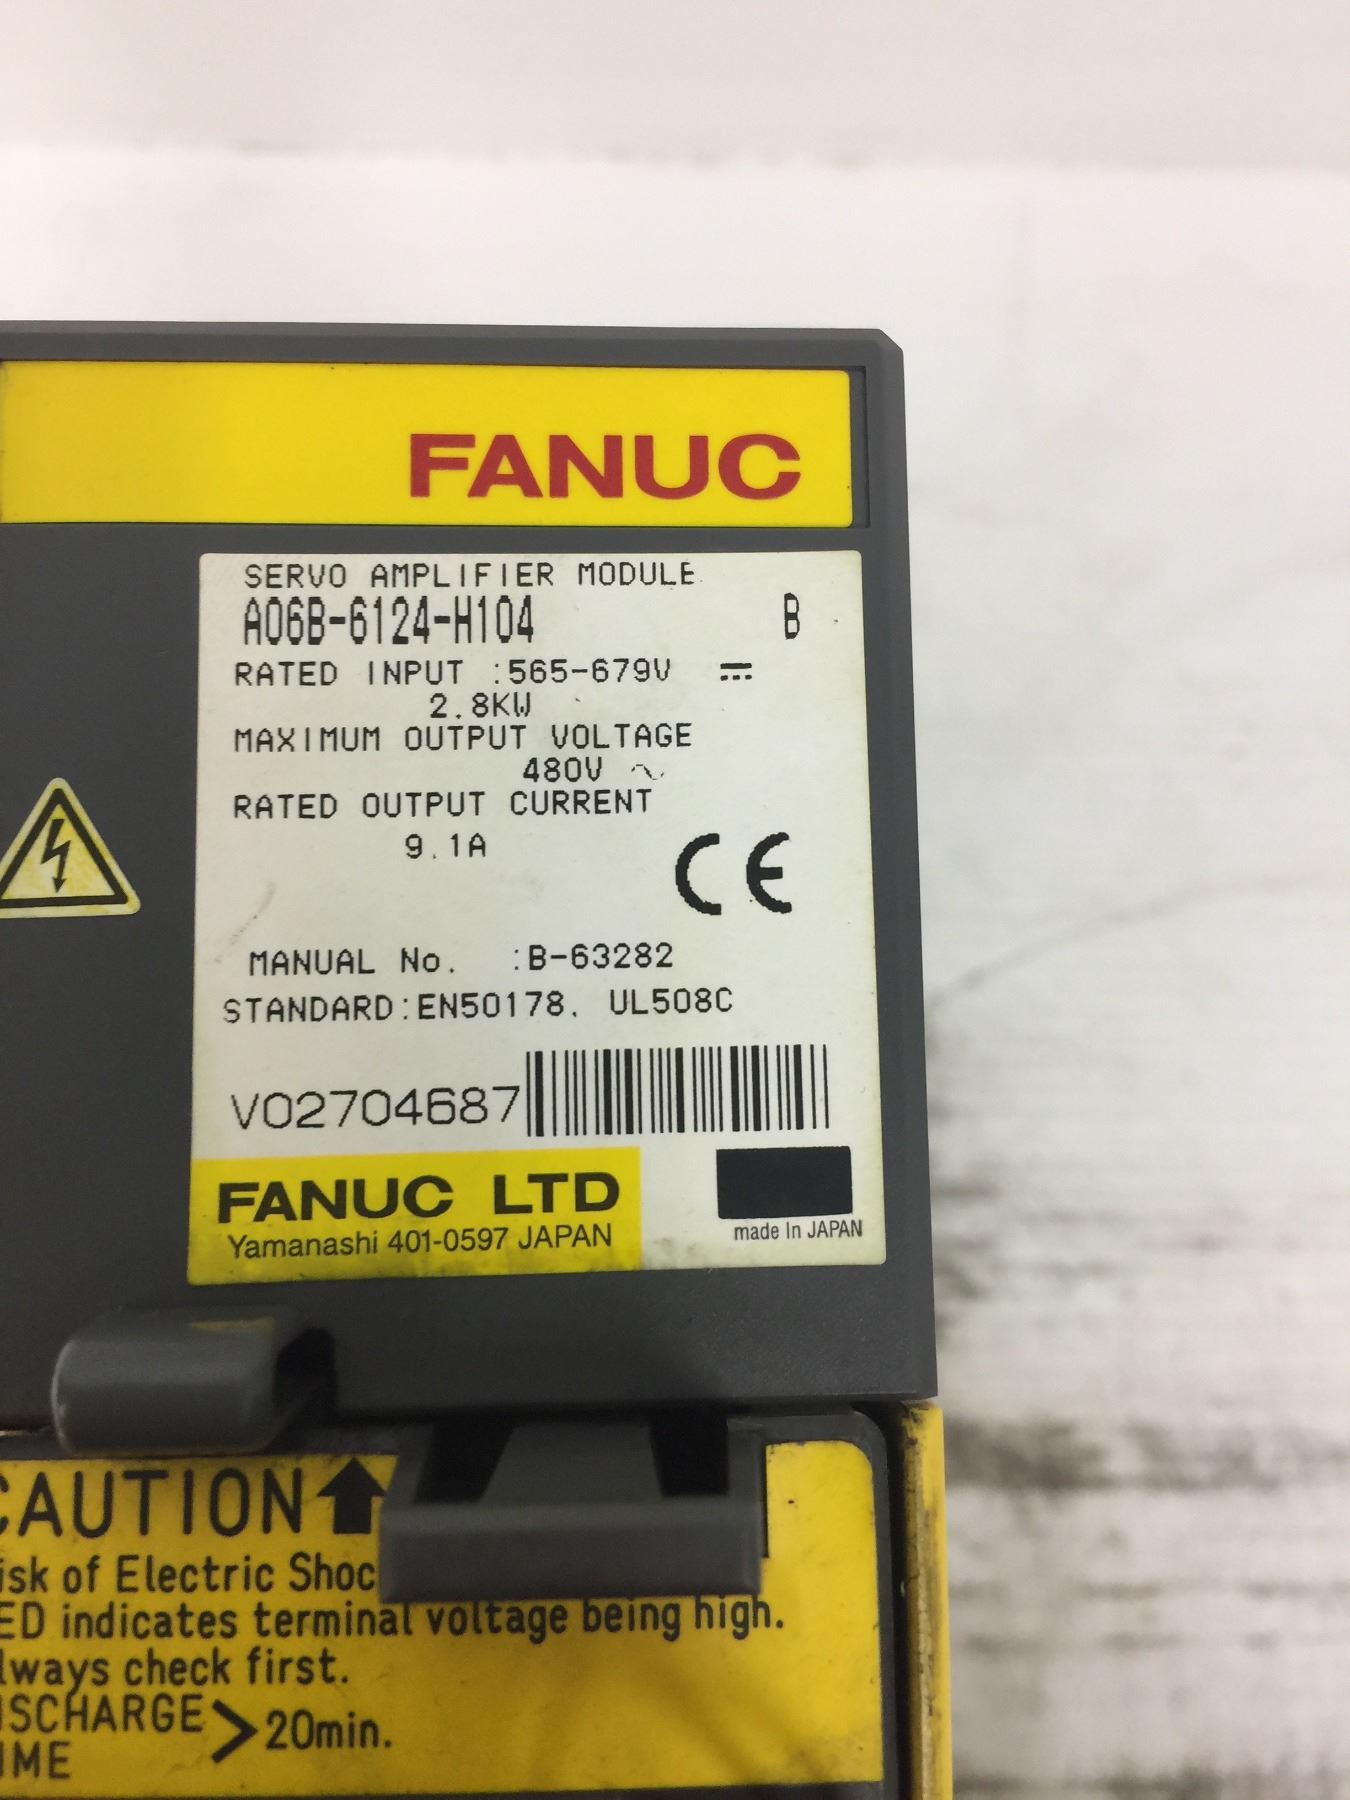 FANUC
SERVO AMPLIFIER MODULE
A06B-6124-H104 B
RATED INPUT :565-679V ⎓
2.8KW
MAXIMUM OUTPUT VOLTAGE
480V ~
RATED OUTPUT CURRENT
9.1A
CE
MANUAL No. :B-63282
STANDARD:EN50178. UL508C
V02704687
FANUC LTD
Yamanashi 401-0597 JAPAN
made In JAPAN
CAUTION
isk of Electric Shoc
ED indicates terminal voltage being high.
lways check first.
ISCHARGE >20min.
IME